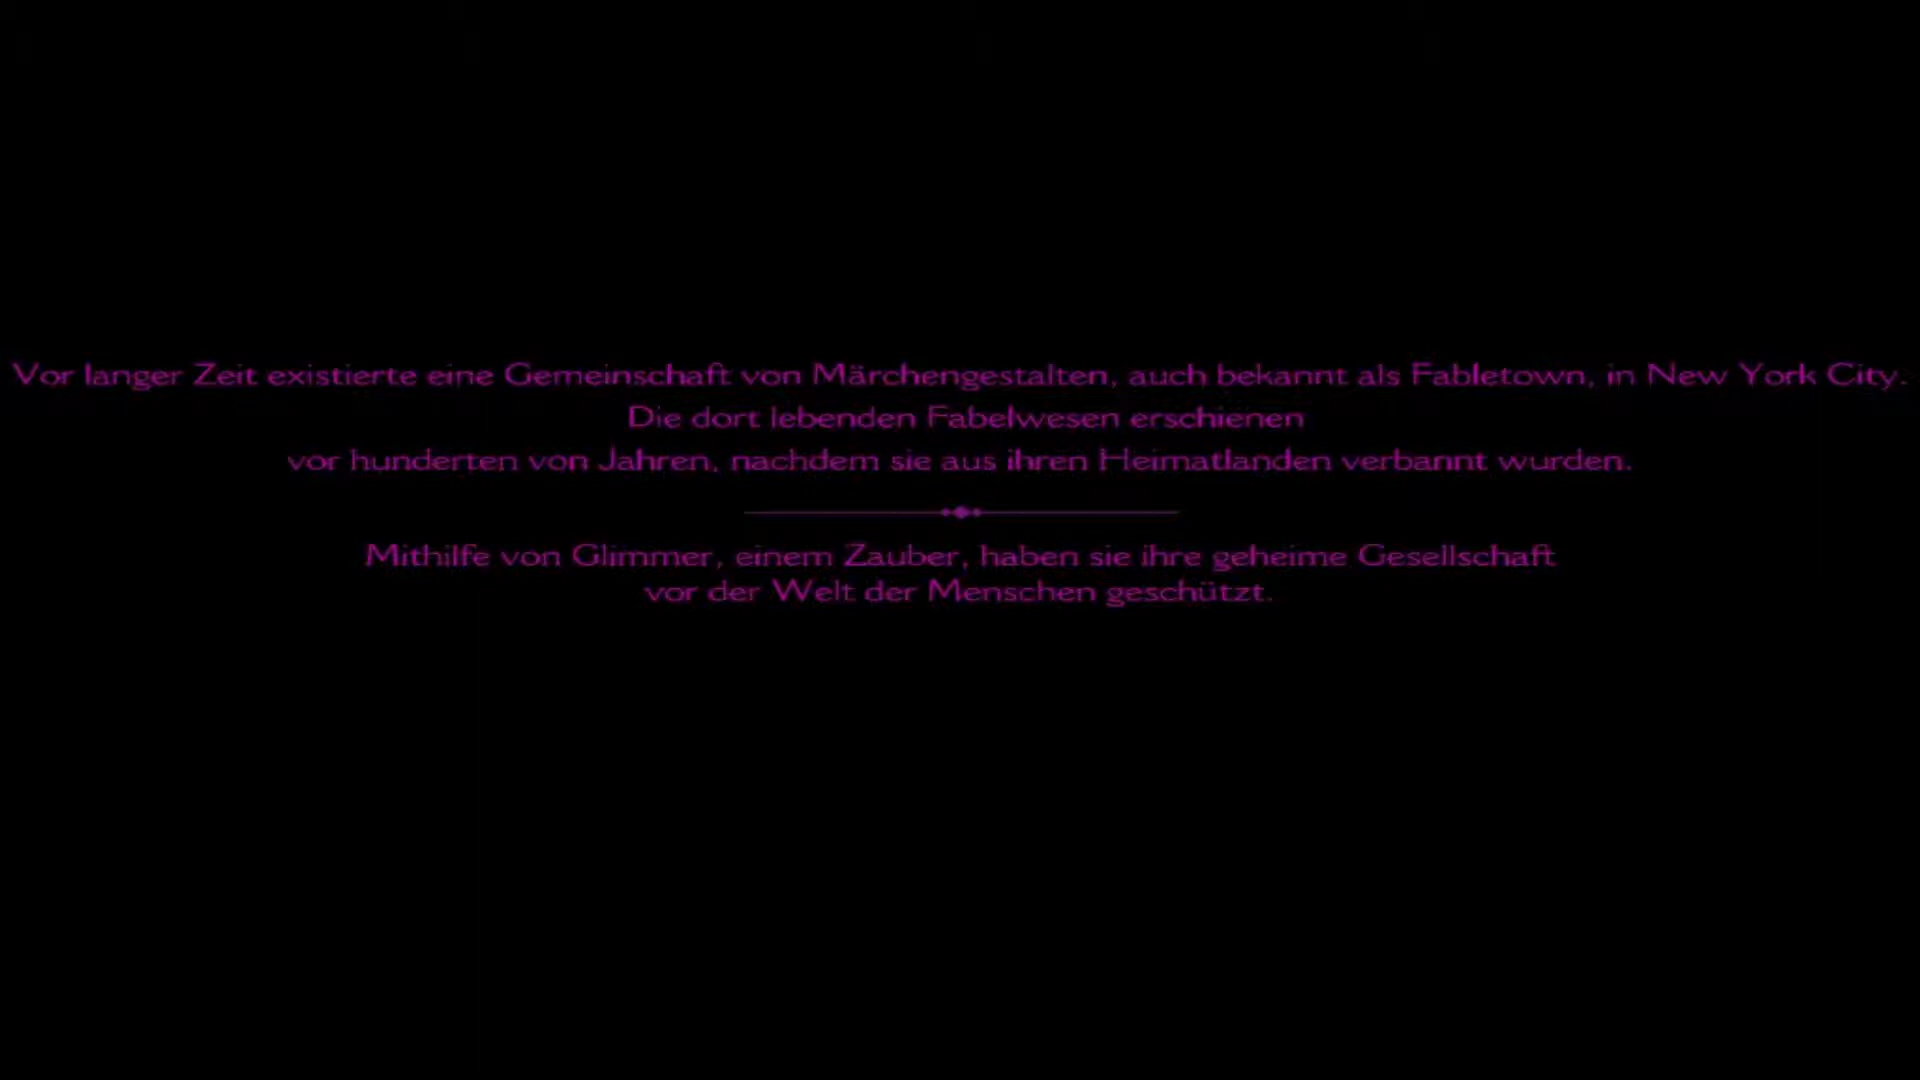 Vor langer Zeit existierte eine Gemeinschaft von Märchengestalten, auch bekannt als Fabletown, in New York City.
Die dort lebenden Fabelwesen erschienen
vor hunderten von Jahren, nachdem sie aus ihren Heimatlanden verbannt wurden.
Mithilfe von Glimmer, einem Zauber, haben sie ihre geheime Gesellschaft
vor der Welt der Menschen geschützt.